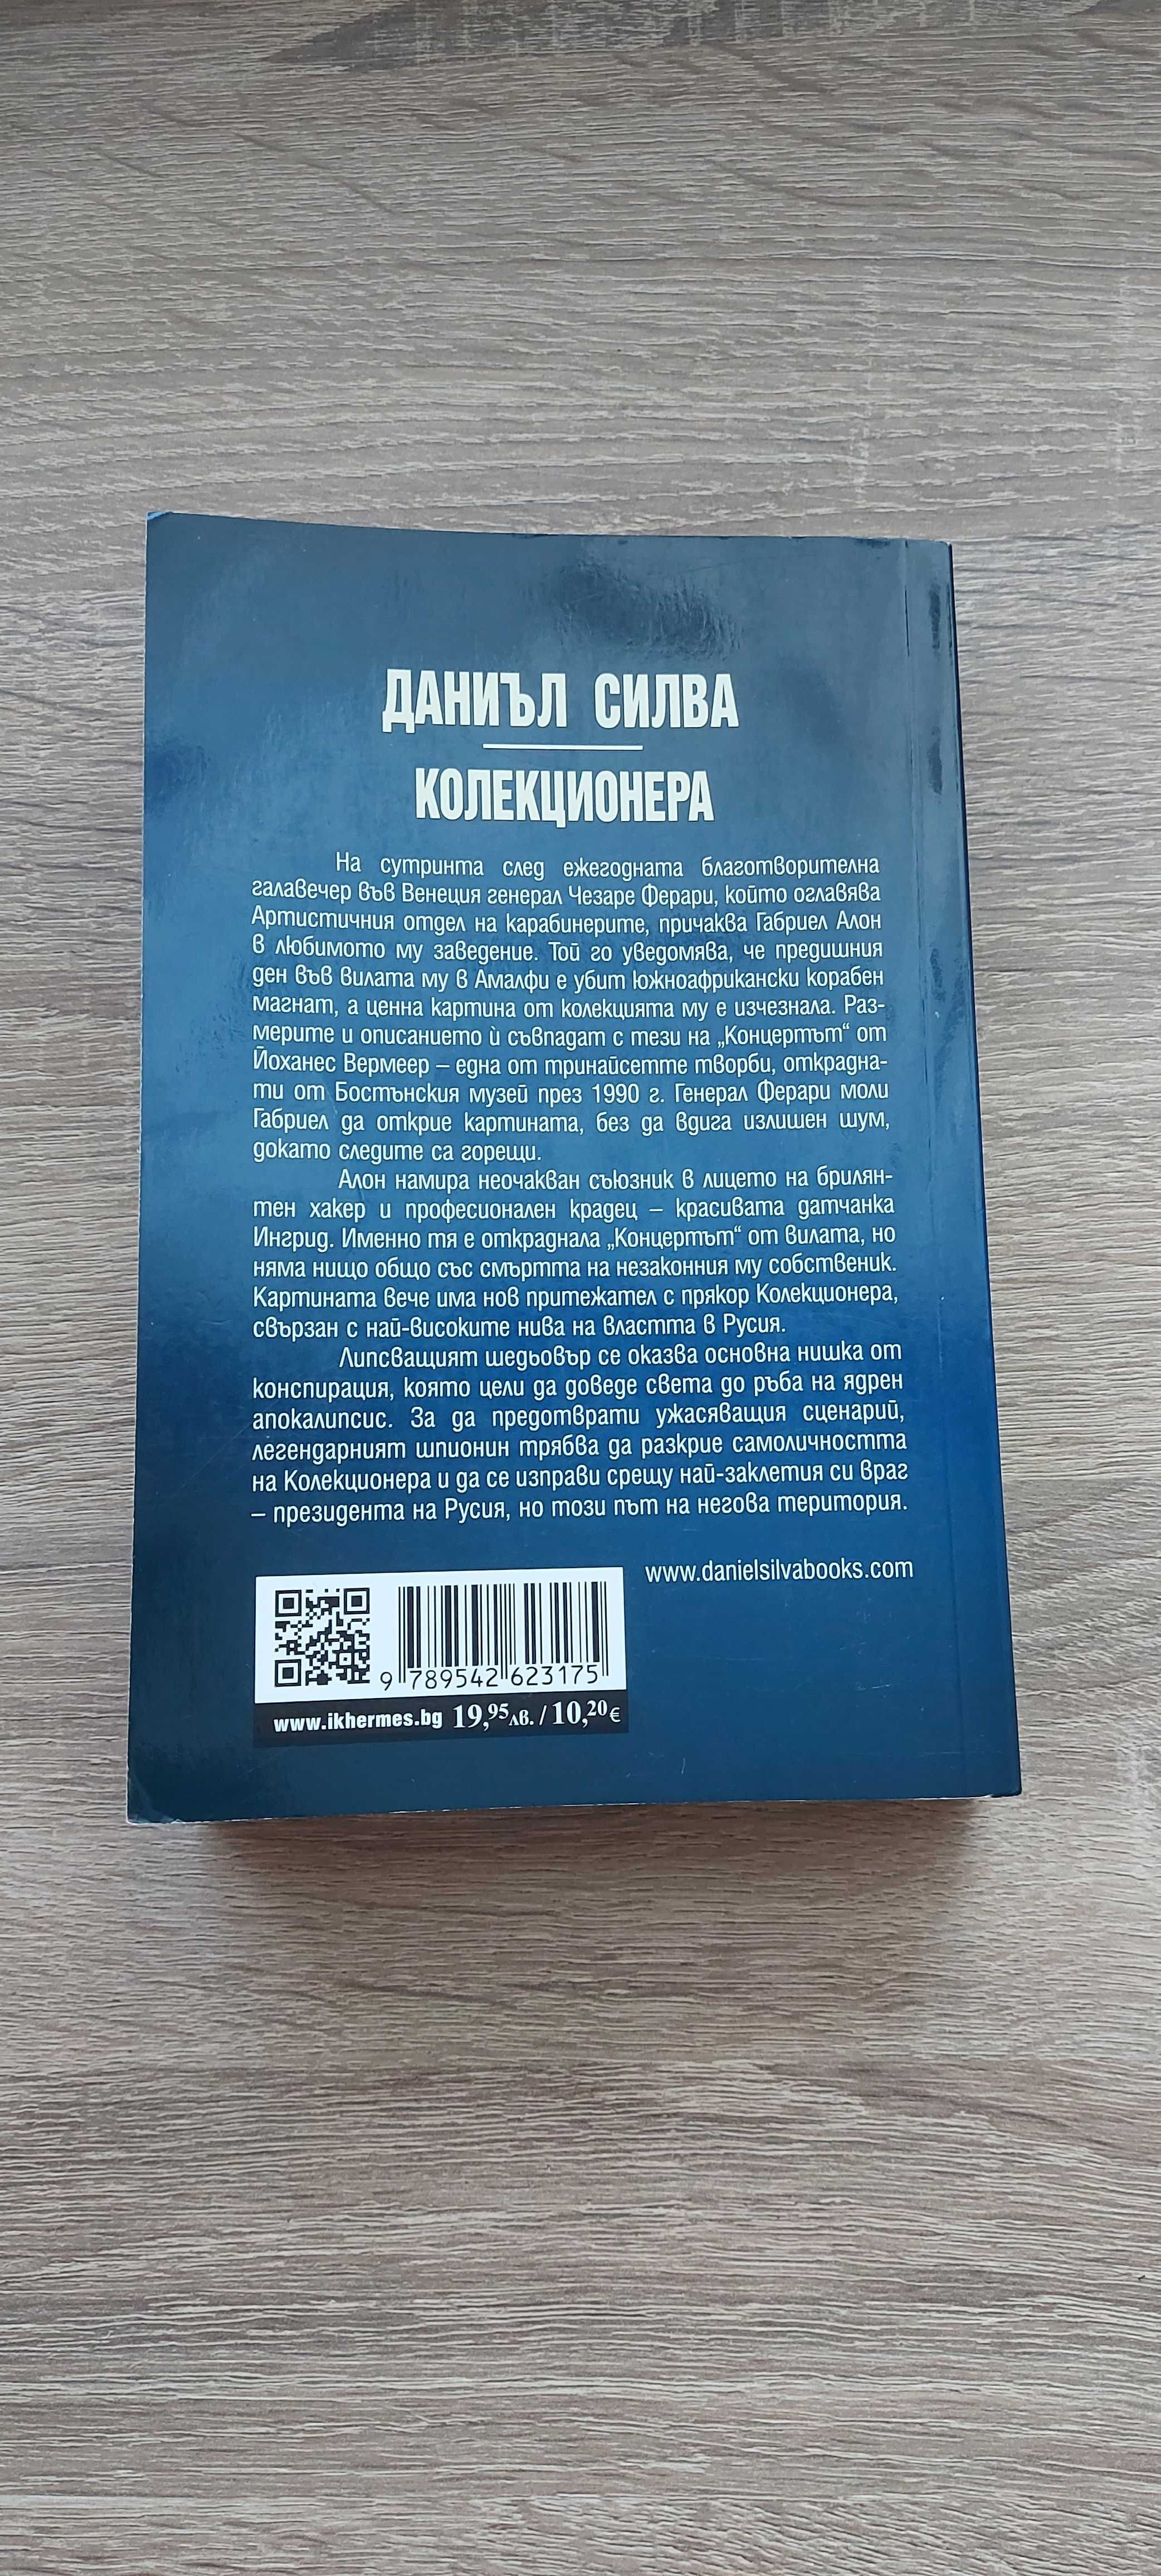 ДАНИЪЛ СИЛВА
КОЛЕКЦИОНЕРА
На сутринта след ежегодната благотворителна
галавечер във Венеция генерал Чезаре Ферари, който оглавява
Артистичния отдел на карабинерите, причаква Габриел Алон
в любимото му заведение. Той го уведомява, че предишния
ден във вилата му в Амалфи е убит южноафрикански корабен
магнат, а ценна картина от колекцията му е изчезнала. Раз-
мерите и описанието ѝ съвпадат с тези на „Концертът“ от
Йоханес Вермеер – една от тринайсетте творби, открадна-
ти от Бостънския музей през 1990 г. Генерал Ферари моли
Габриел да открие картината, без да вдига излишен шум,
докато следите са горещи.
Алон намира неочакван съюзник в лицето на брилян-
тен хакер и професионален крадец – красивата датчанка
Ингрид. Именно тя е откраднала „Концертът“ от вилата, но
няма нищо общо със смъртта на незаконния му собственик.
Картината вече има нов притежател с прякор Колекционера,
свързан с най-високите нива на властта в Русия.
Липсващият шедьовър се оказва основна нишка от
конспирация, която цели да доведе света до ръба на ядрен
апокалипсис. За да предотврати ужасяващия сценарий,
легендарният шпионин трябва да разкрие самоличността
на Колекционера и да се изправи срещу най-заклетия си враг
– президента на Русия, но този път на негова територия.
www.danielsilvabooks.com
9 789542 623175
www.ikhermes.bg 19,95лв. / 10,20€